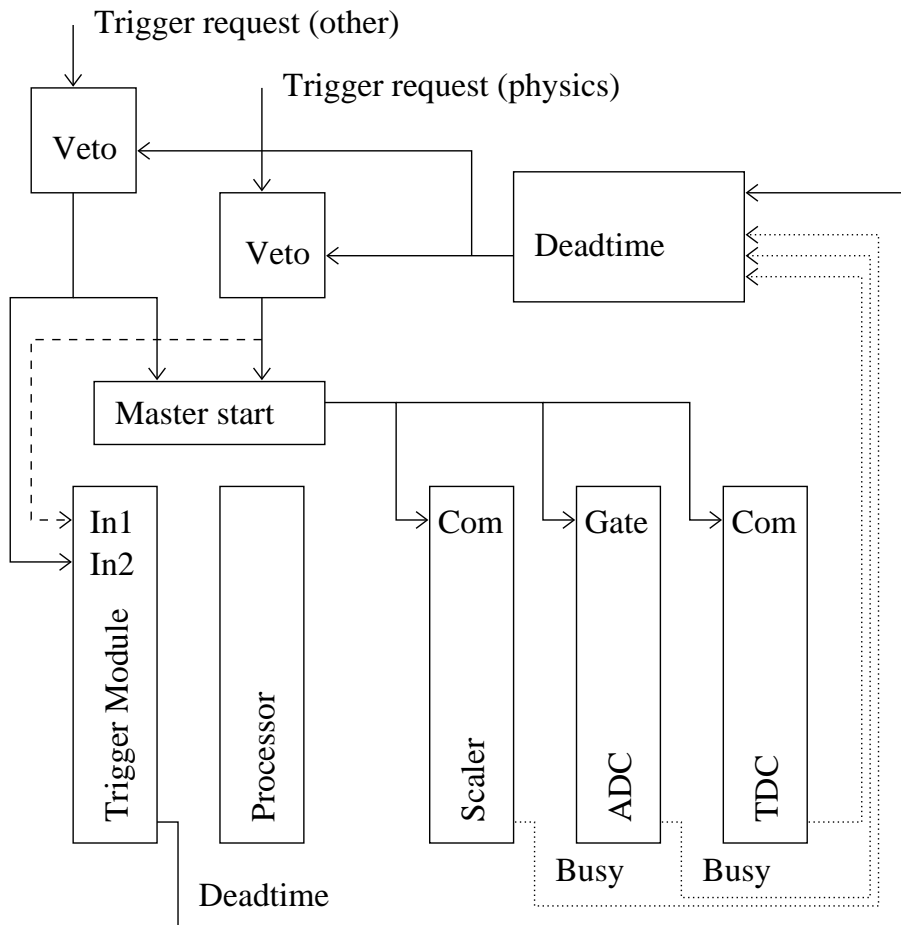 Trigger request (other)
Trigger request (physics)
Veto
Veto
Deadtime
Master start
In1
In2
Trigger Module
Processor
Com
Scaler
Gate
ADC
Com
TDC
Busy
Busy
Deadtime